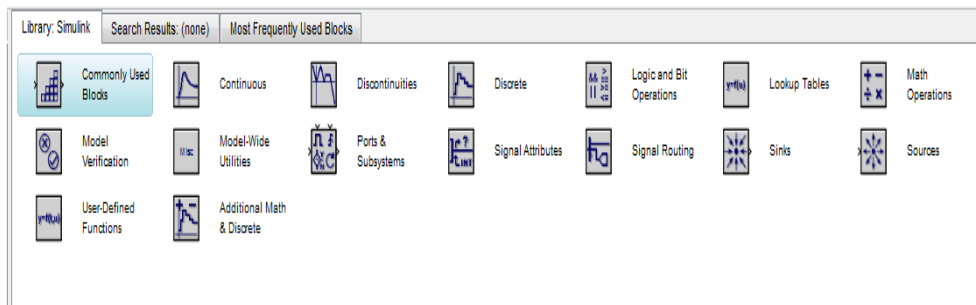 Library: Simulink
Search Results: (none)
Most Frequently Used Blocks
Commonly Used
Blocks
Continuous
Discontinuities
Discrete
Logic and Bit
Operations
y=f(u)
Lookup Tables
Math
Operations
Model
Verification
Misc
Model-Wide
Utilities
Ports &
Subsystems
Signal Attributes
Signal Routing
Sinks
Sources
y=f(t,u)
User-Defined
Functions
Additional Math
& Discrete